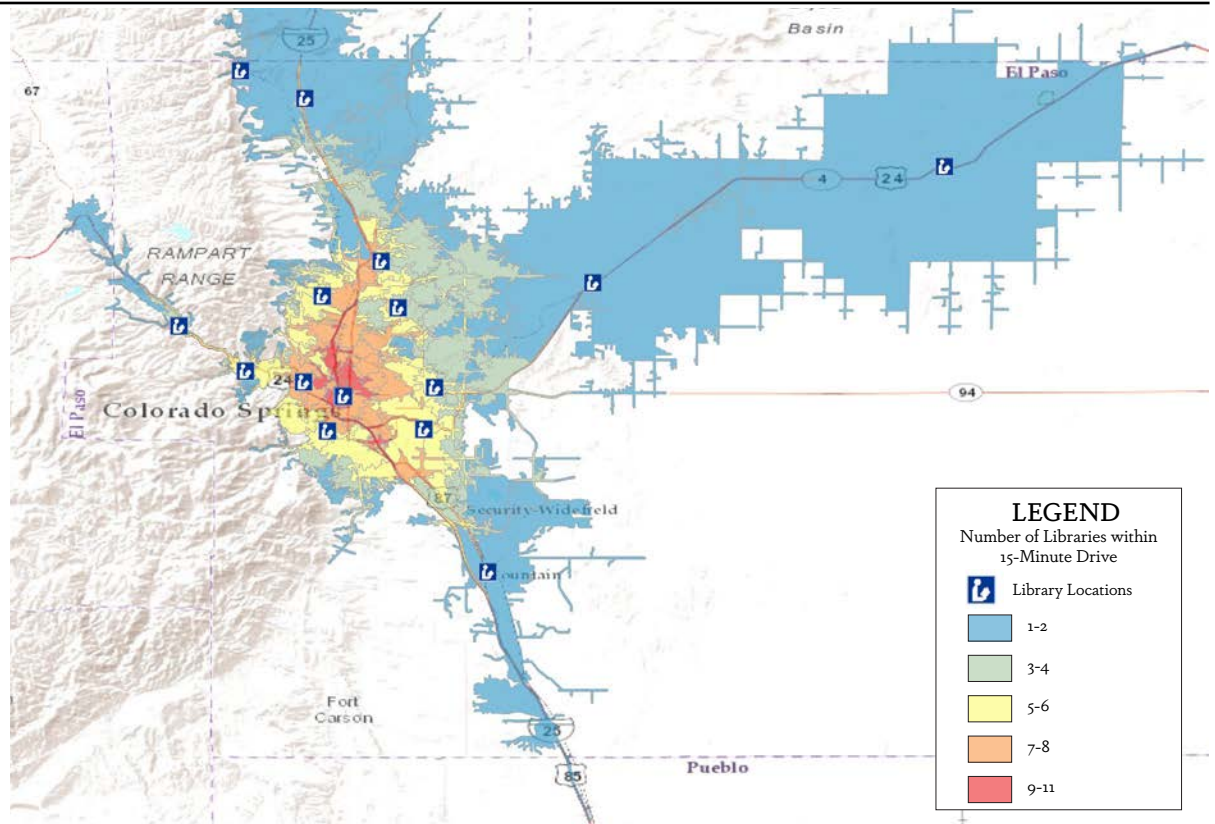 25
Basin
El Paso
67
4
24
RAMPART
RANGE
24
94
Colorado Springs
El Paso
87
Security-Widefield
ountain
Fort
Carson
25
85
Pueblo
LEGEND
Number of Libraries within
15-Minute Drive
Library Locations
1-2
3-4
5-6
7-8
9-11